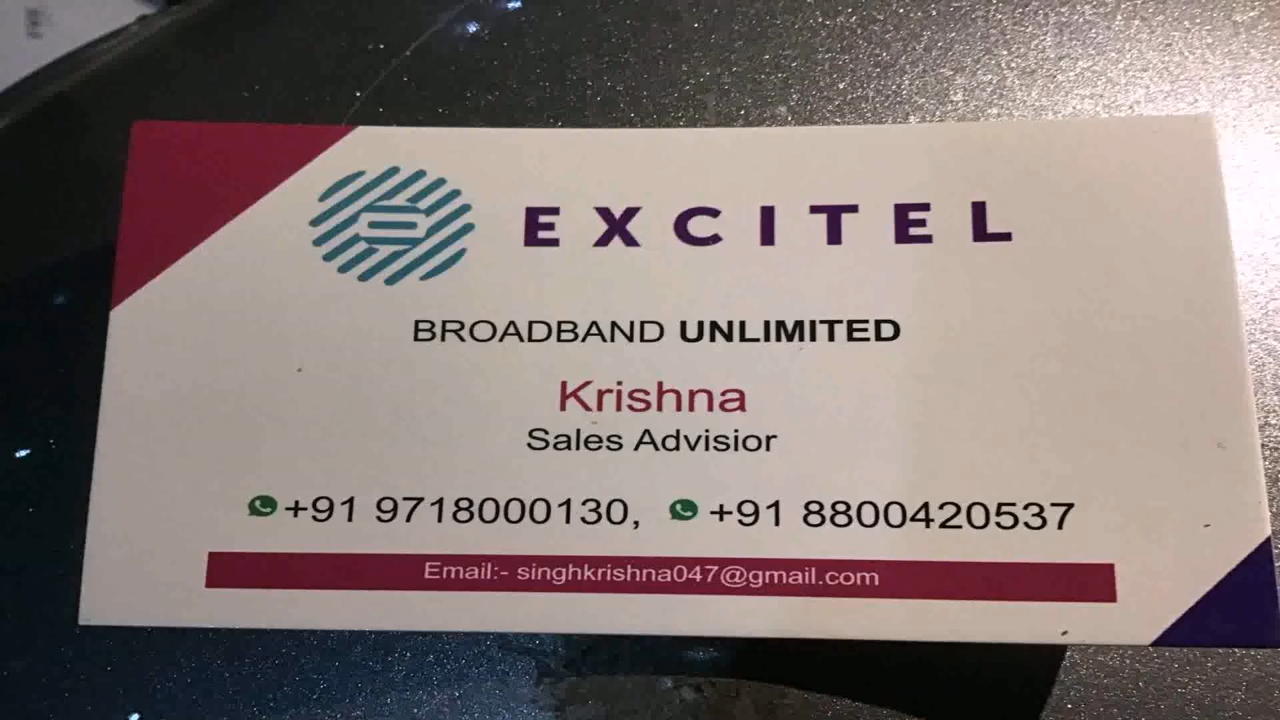 EXCITEL
BROADBAND UNLIMITED
Krishna
Sales Advisior
+91 9718000130, +91 8800420537
Email:- singhkrishna047@gmail.com